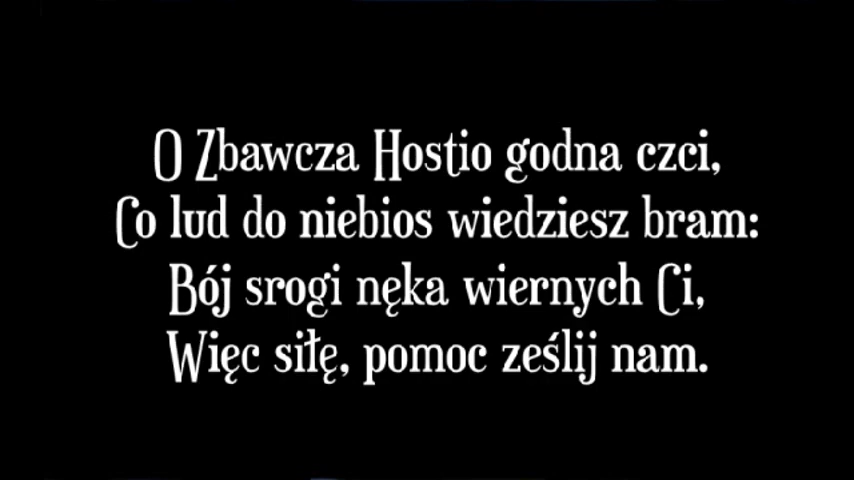 O Zbawcza Hostio godna czci,
Co lud do niebios wiedziesz bram:
Bój srogi nęka wiernych Ci,
Więc siłę, pomoc ześlij nam.